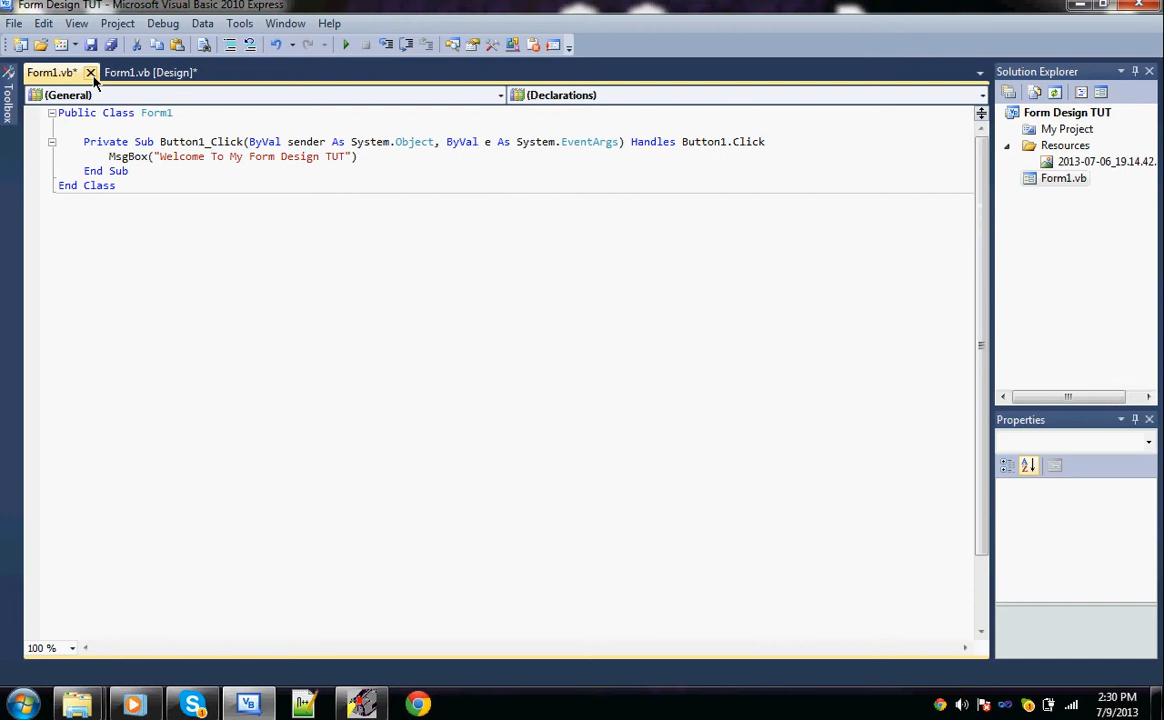 Form Design TUT - Microsoft Visual Basic 2010 Express
File Edit View Project Debug Data Tools Window Help
Form1.vb* Form1.vb [Design]*
Toolbox
(General) (Declarations)
Public Class Form1
Private Sub Button1_Click(ByVal sender As System.Object, ByVal e As System.EventArgs) Handles Button1.Click
MsgBox("Welcome To My Form Design TUT")
End Sub
End Class
100 %
Solution Explorer
Form Design TUT
My Project
Resources
2013-07-06_19.14.42.
Form1.vb
Properties
2:30 PM
7/9/2013